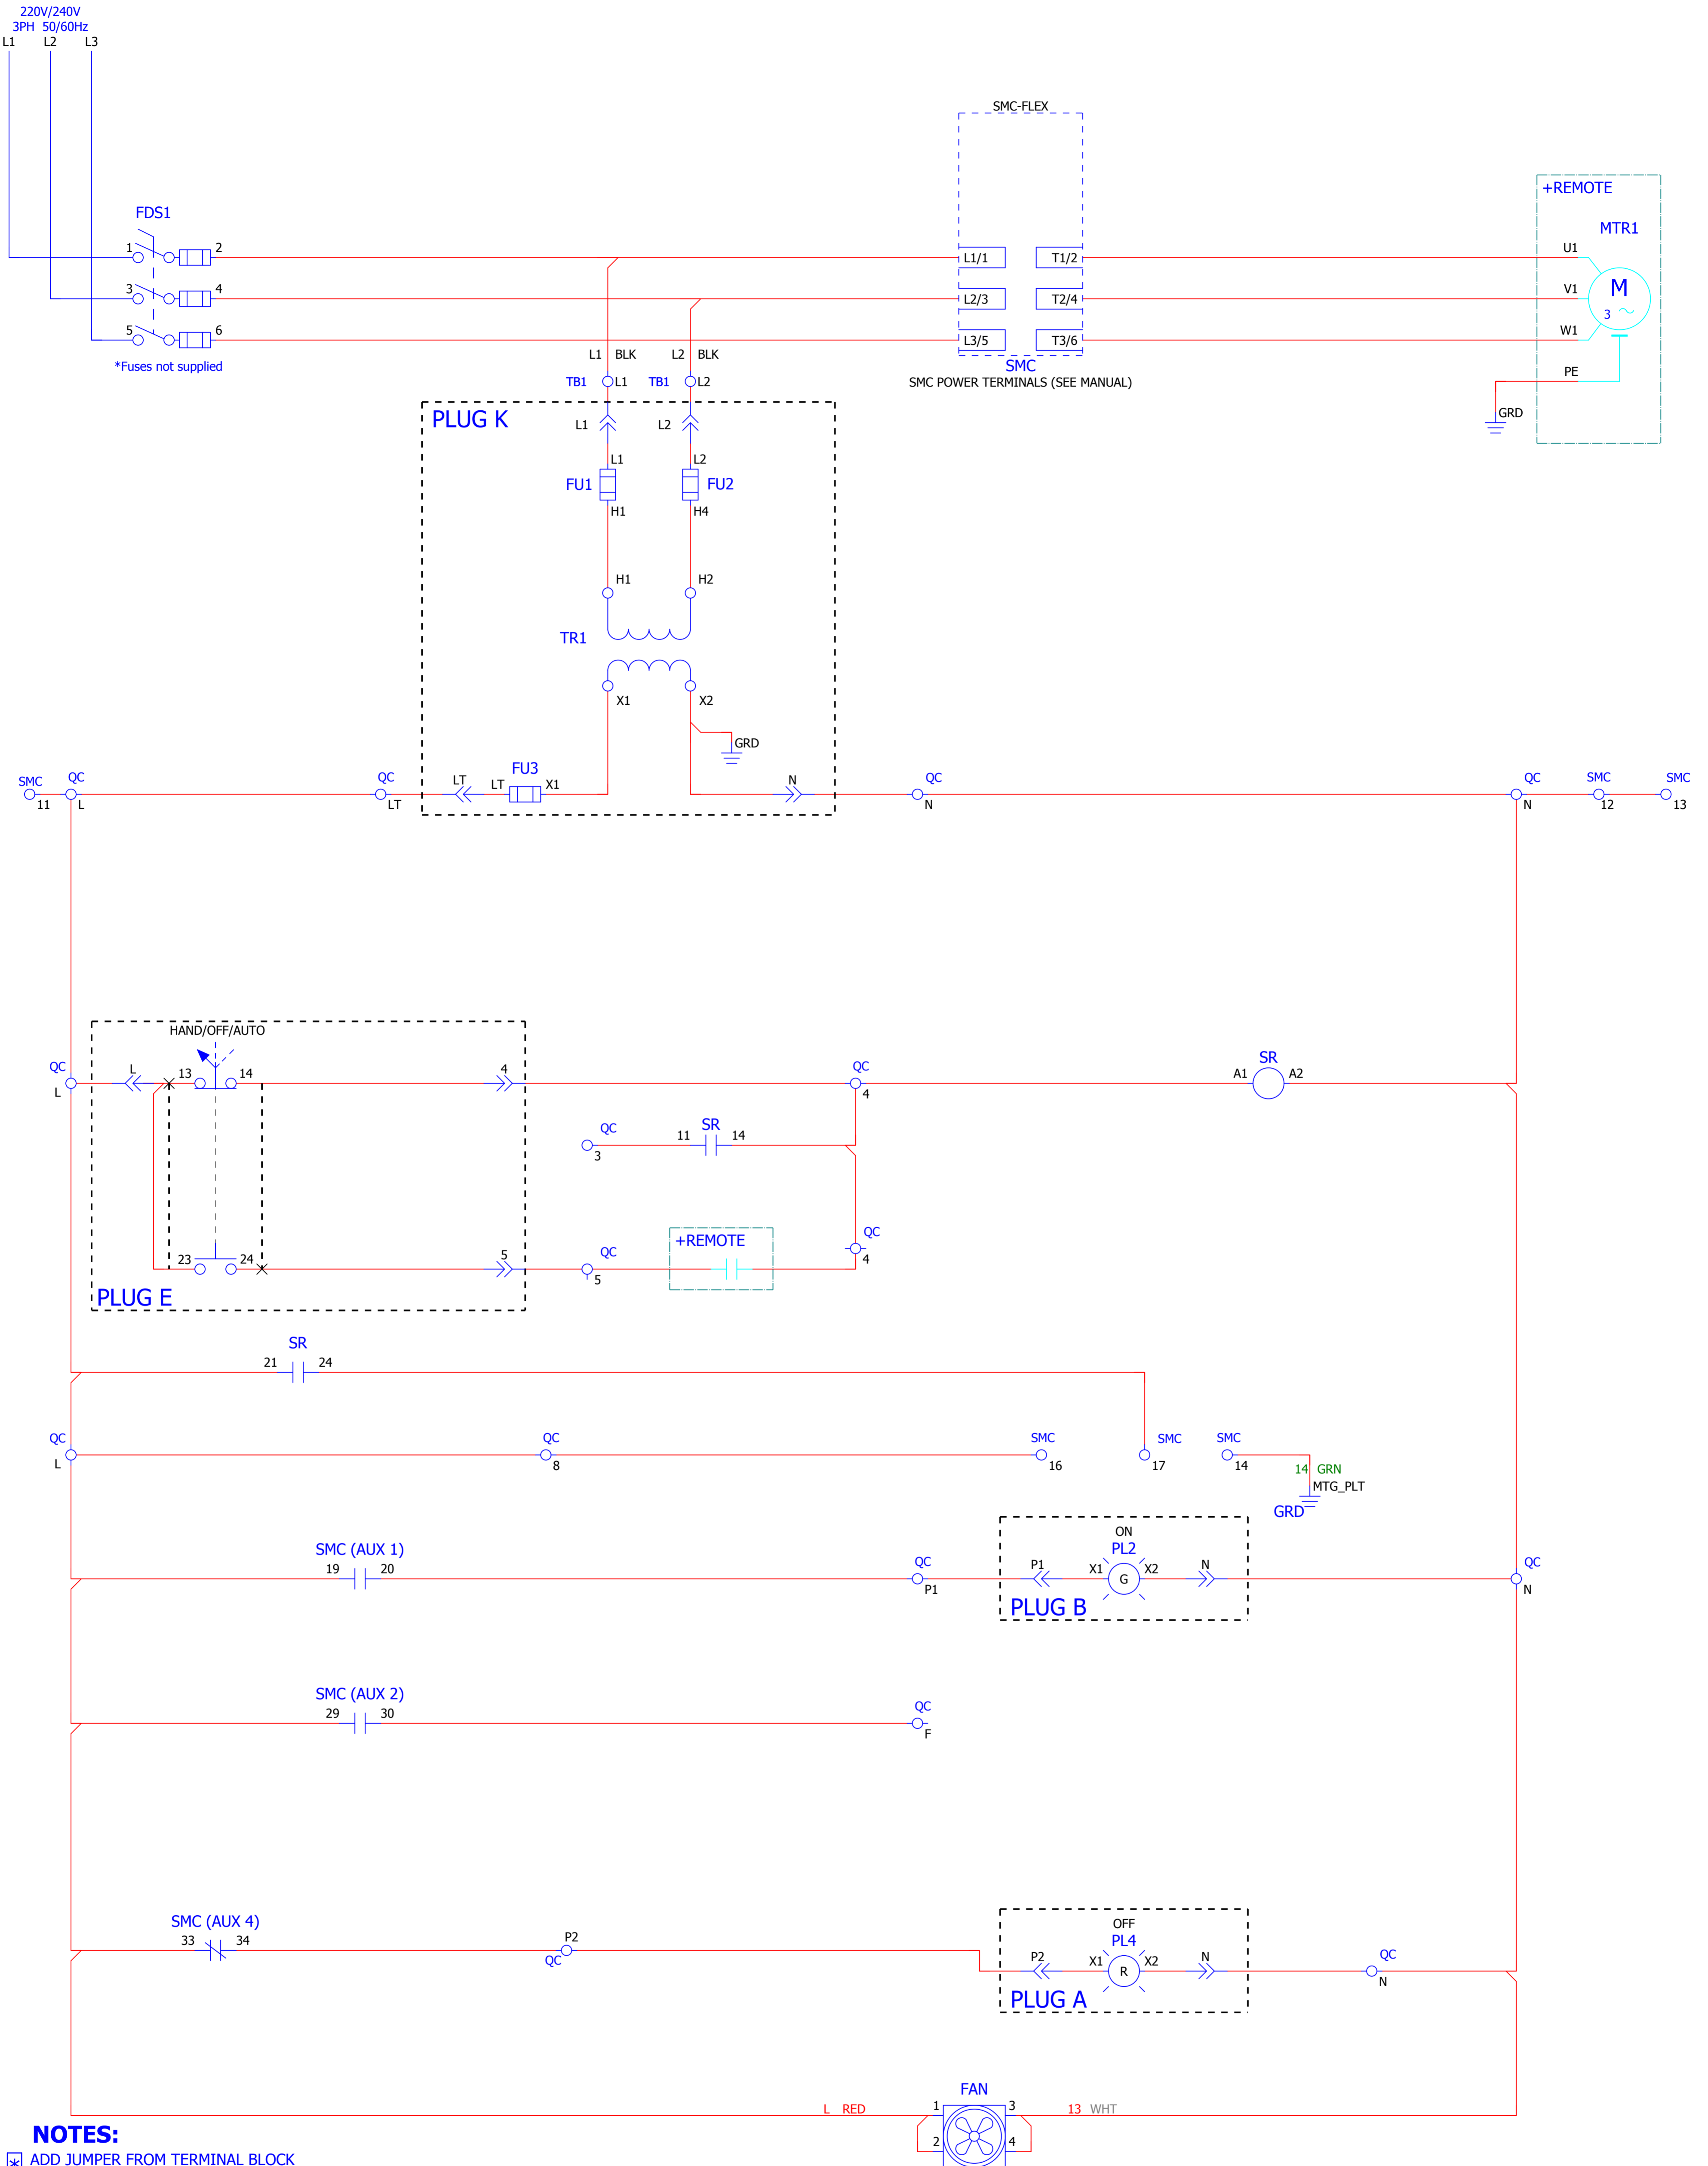 220V/240V
3PH 50/60Hz
L1 L2 L3
SMC-FLEX
+REMOTE
FDS1
MTR1
1 2
L1/1 T1/2
U1
3 4
L2/3 T2/4
V1
M
3
5 6
L3/5 T3/6
W1
*Fuses not supplied
L1 BLK L2 BLK
SMC
PE
TB1 L1 TB1 L2
SMC POWER TERMINALS (SEE MANUAL)
GRD
PLUG K
L1 L2
L1 L2
FU1 FU2
H1 H4
H1 H2
TR1
X1 X2
GRD
SMC QC QC LT LT FU3 X1 N QC QC SMC SMC
11 L LT N N 12 13
HAND/OFF/AUTO
QC L 13 14 4 QC SR
L 4 A1 A2
QC 11 SR 14
3
+REMOTE
QC
4
23 24 5 QC
5
PLUG E
SR
21 24
QC QC SMC SMC SMC
L 8 16 17 14
14 GRN
MTG_PLT
GRD
ON
SMC (AUX 1) PL2
19 20 QC P1 X1 G X2 N QC
P1 N
PLUG B
SMC (AUX 2)
29 30 QC
F
SMC (AUX 4) OFF
33 34 P2 PL4
QC P2 X1 R X2 N QC
N
PLUG A
FAN
L RED 1 3 13 WHT
2 4
NOTES:
* ADD JUMPER FROM TERMINAL BLOCK